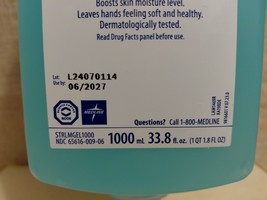 Boosts skin moisture level.
Leaves hands feeling soft and healthy.
Dermatologically tested.
Read Drug Facts panel before use.
Lot: L24070114
Use by: 06/2027
MEDLINE
Questions? Call 1-800-MEDLINE
STRLMGEL1000
NDC 65616-009-06
1000 mL 33.8 fl. oz. (1 QT 1.8 FL OZ)